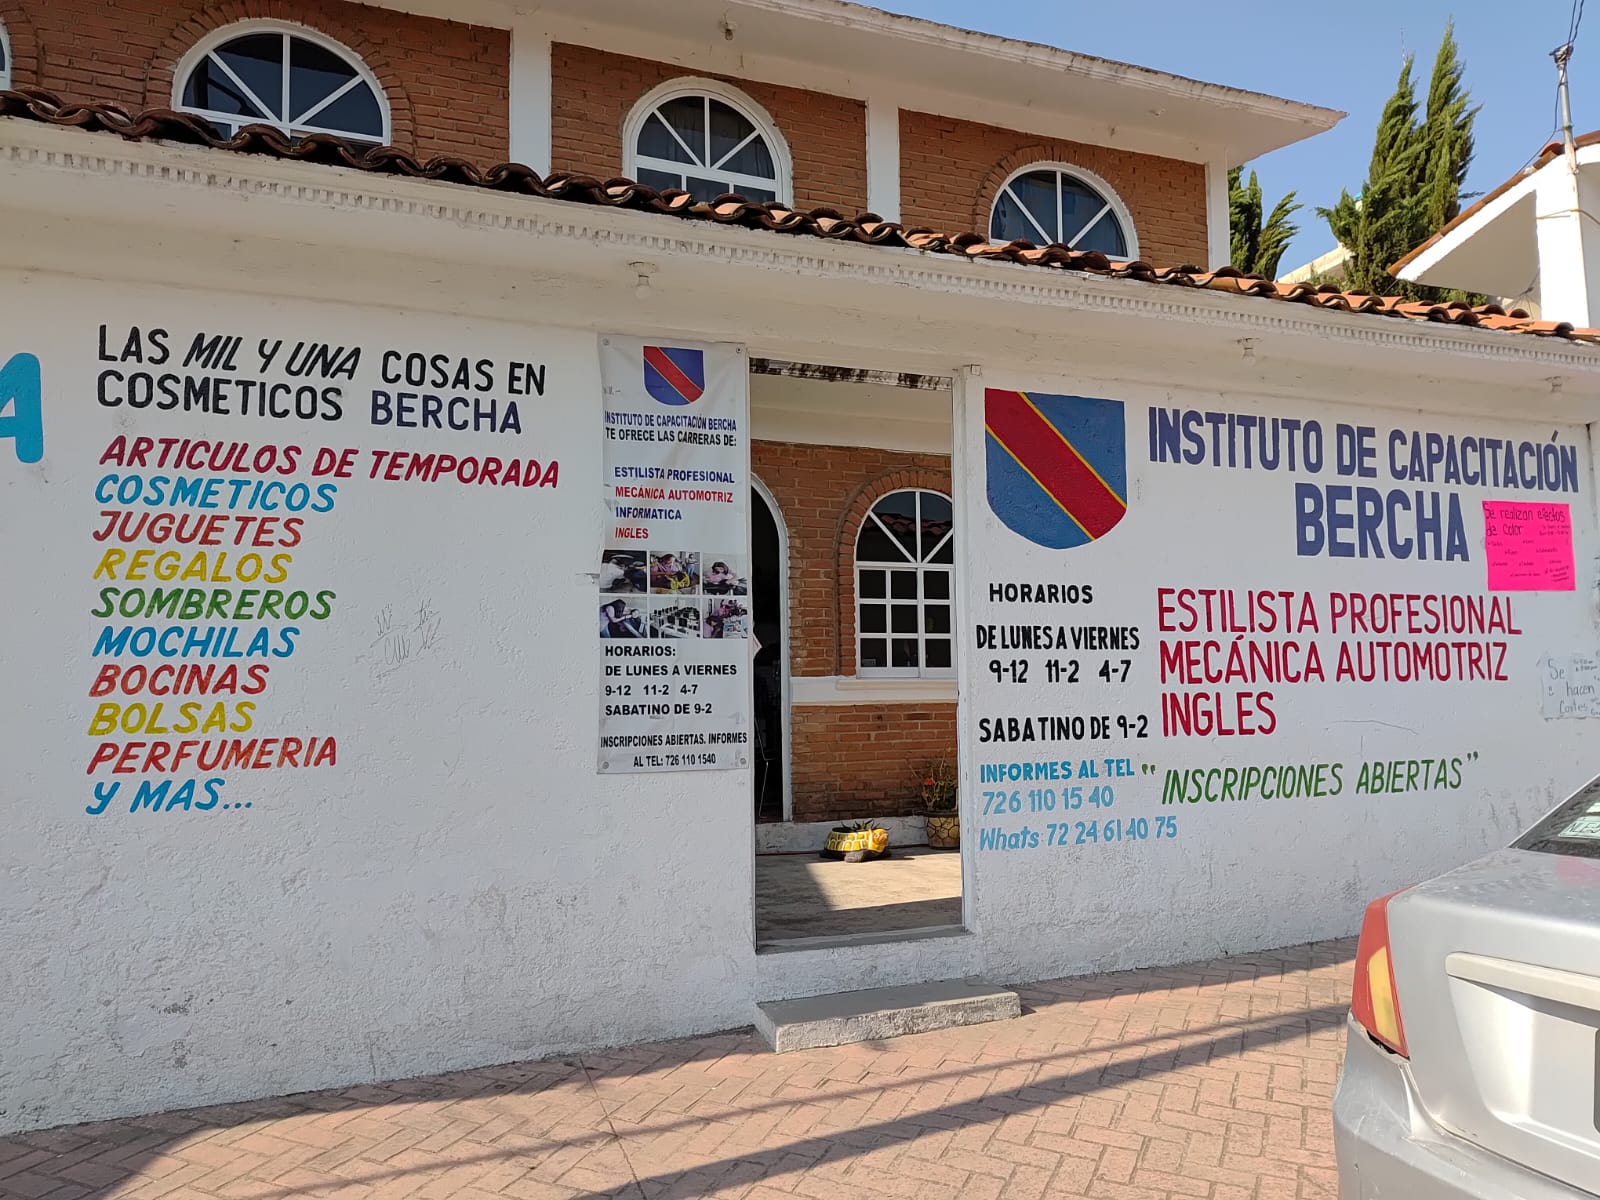 A
LAS MIL Y UNA COSAS EN
COSMETICOS BERCHA
ARTICULOS DE TEMPORADA
COSMETICOS
JUGUETES
REGALOS
SOMBREROS
MOCHILAS
BOCINAS
BOLSAS
PERFUMERIA
Y MAS...
INSTITUTO DE CAPACITACIÓN BERCHA
TE OFRECE LAS CARRERAS DE:
ESTILISTA PROFESIONAL
MECÁNICA AUTOMOTRIZ
INFORMATICA
INGLES
HORARIOS:
DE LUNES A VIERNES
9-12 11-2 4-7
SABATINO DE 9-2
INSCRIPCIONES ABIERTAS. INFORMES
AL TEL: 726 110 1540
INSTITUTO DE CAPACITACIÓN
BERCHA
HORARIOS
DE LUNES A VIERNES
9-12 11-2 4-7
SABATINO DE 9-2
INFORMES AL TEL
726 110 15 40
Whats 72 24 61 40 75
ESTILISTA PROFESIONAL
MECÁNICA AUTOMOTRIZ
INGLES
"INSCRIPCIONES ABIERTAS"
Se realizan efectos
de color
Se
hacen
Cortes